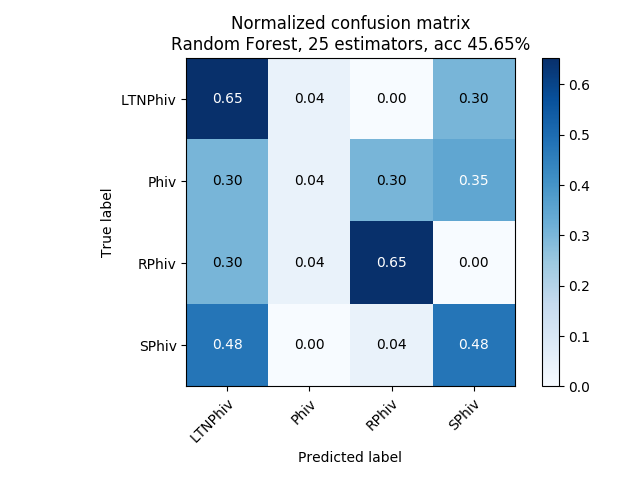 Normalized confusion matrix
Random Forest, 25 estimators, acc 45.65%
LTNPhiv 0.65 0.04 0.00 0.30
Phiv 0.30 0.04 0.30 0.35
RPhiv 0.30 0.04 0.65 0.00
SPhiv 0.48 0.00 0.04 0.48
True label
LTNPhiv Phiv RPhiv SPhiv
Predicted label
0.6
0.5
0.4
0.3
0.2
0.1
0.0